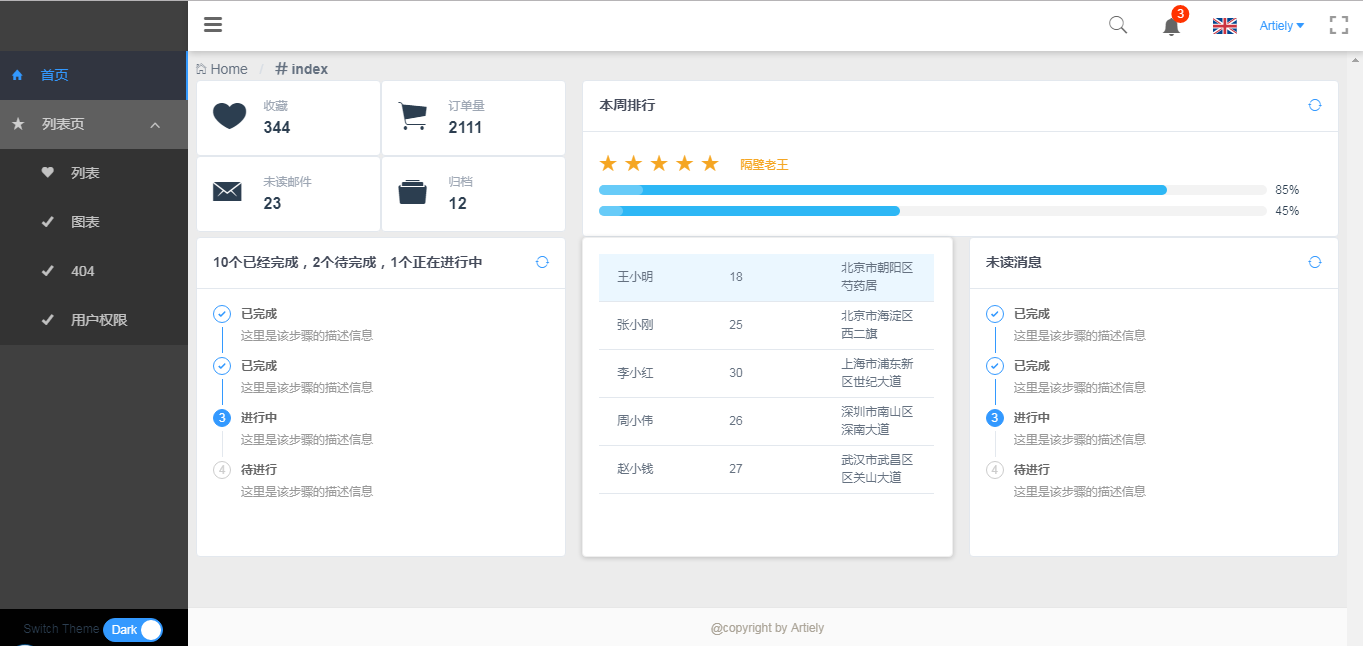 3
Artiely
Home / # index
首页
列表页
列表
图表
404
用户权限
Switch Theme Dark
收藏
344
订单量
2111
未读邮件
23
归档
12
本周排行
隔壁老王
85%
45%
10个已经完成，2个待完成，1个正在进行中
已完成
这里是该步骤的描述信息
已完成
这里是该步骤的描述信息
3 进行中
这里是该步骤的描述信息
4 待进行
这里是该步骤的描述信息
王小明 18 北京市朝阳区
芍药居
张小刚 25 北京市海淀区
西二旗
李小红 30 上海市浦东新
区世纪大道
周小伟 26 深圳市南山区
深南大道
赵小钱 27 武汉市武昌区
区关山大道
未读消息
已完成
这里是该步骤的描述信息
已完成
这里是该步骤的描述信息
3 进行中
这里是该步骤的描述信息
4 待进行
这里是该步骤的描述信息
@copyright by Artiely